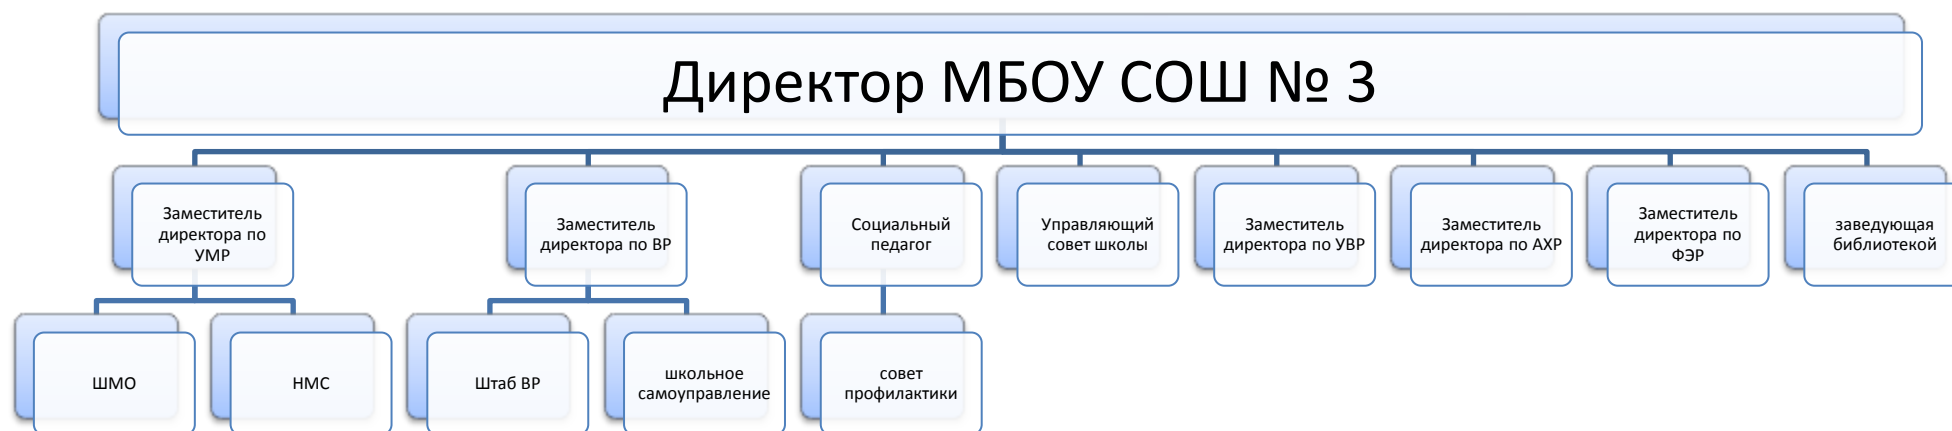 Директор МБОУ СОШ № 3
Заместитель
директора по
УМР
Заместитель
директора по ВР
Социальный
педагог
Управляющий
совет школы
Заместитель
директора по УВР
Заместитель
директора по АХР
Заместитель
директора по
ФЭР
заведующая
библиотекой
ШМО
НМС
Штаб ВР
школьное
самоуправление
совет
профилактики